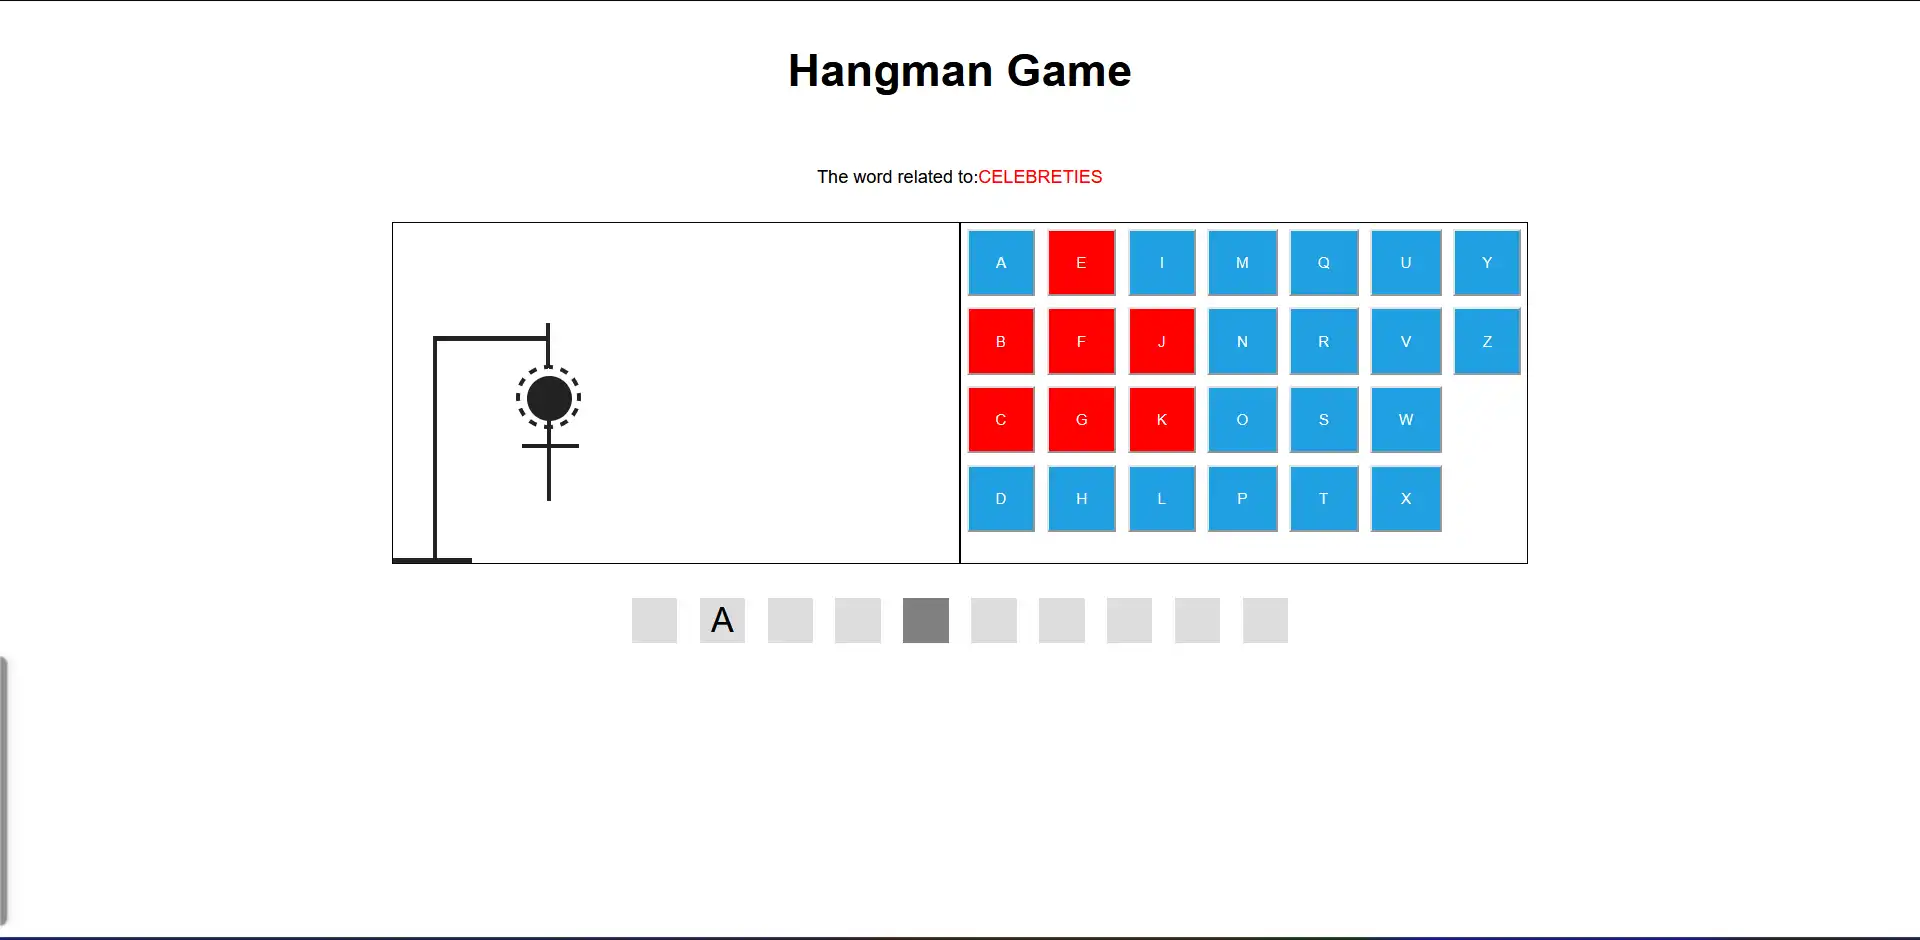 Hangman Game
The word related to:CELEBRETIES
A E I M Q U Y
B F J N R V Z
C G K O S W
D H L P T X
A